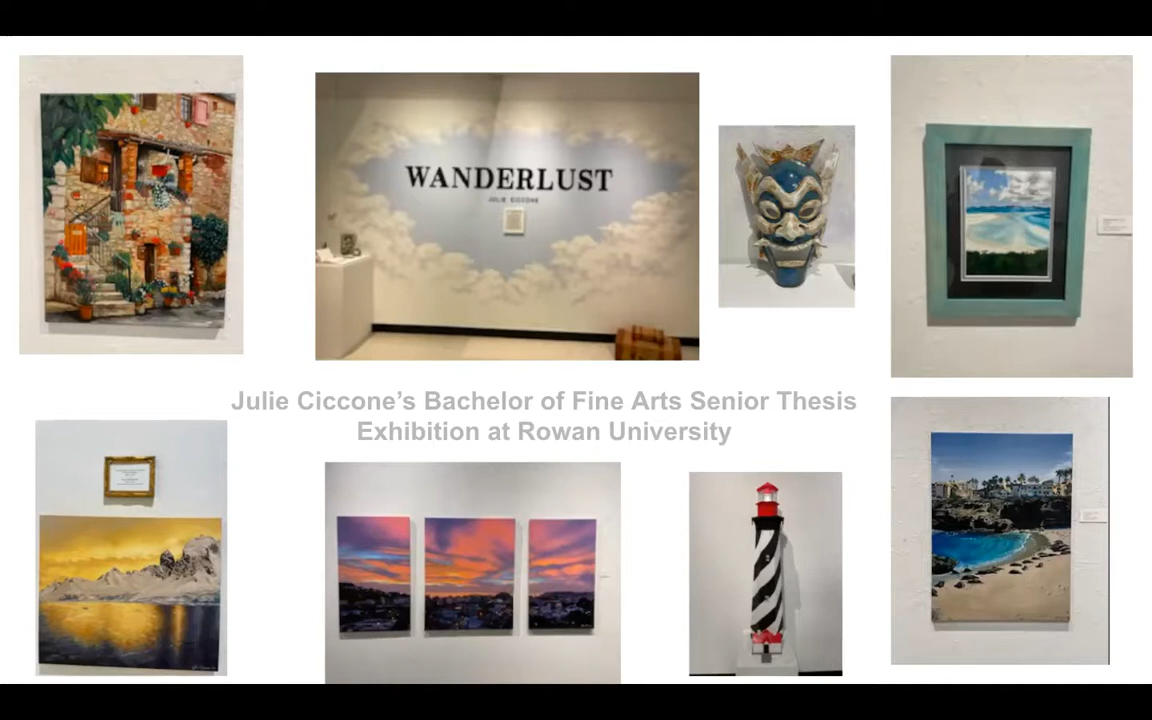 WANDERLUST
JULIE CICCONE
Julie Ciccone’s Bachelor of Fine Arts Senior Thesis
Exhibition at Rowan University